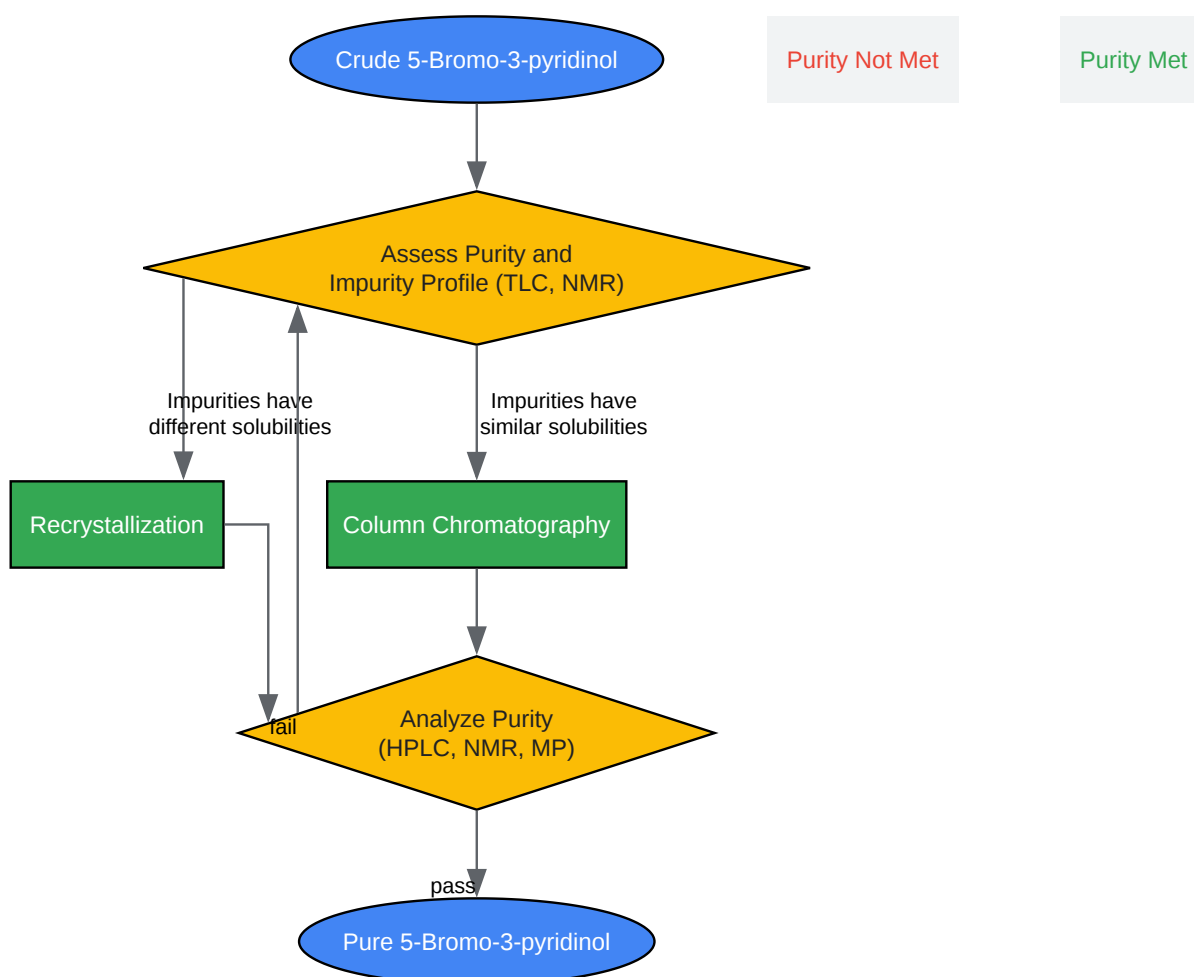 Crude 5-Bromo-3-pyridinol
Purity Not Met
Purity Met
Assess Purity and
Impurity Profile (TLC, NMR)
Impurities have
different solubilities
Impurities have
similar solubilities
Recrystallization
Column Chromatography
fail
Analyze Purity
(HPLC, NMR, MP)
pass
Pure 5-Bromo-3-pyridinol